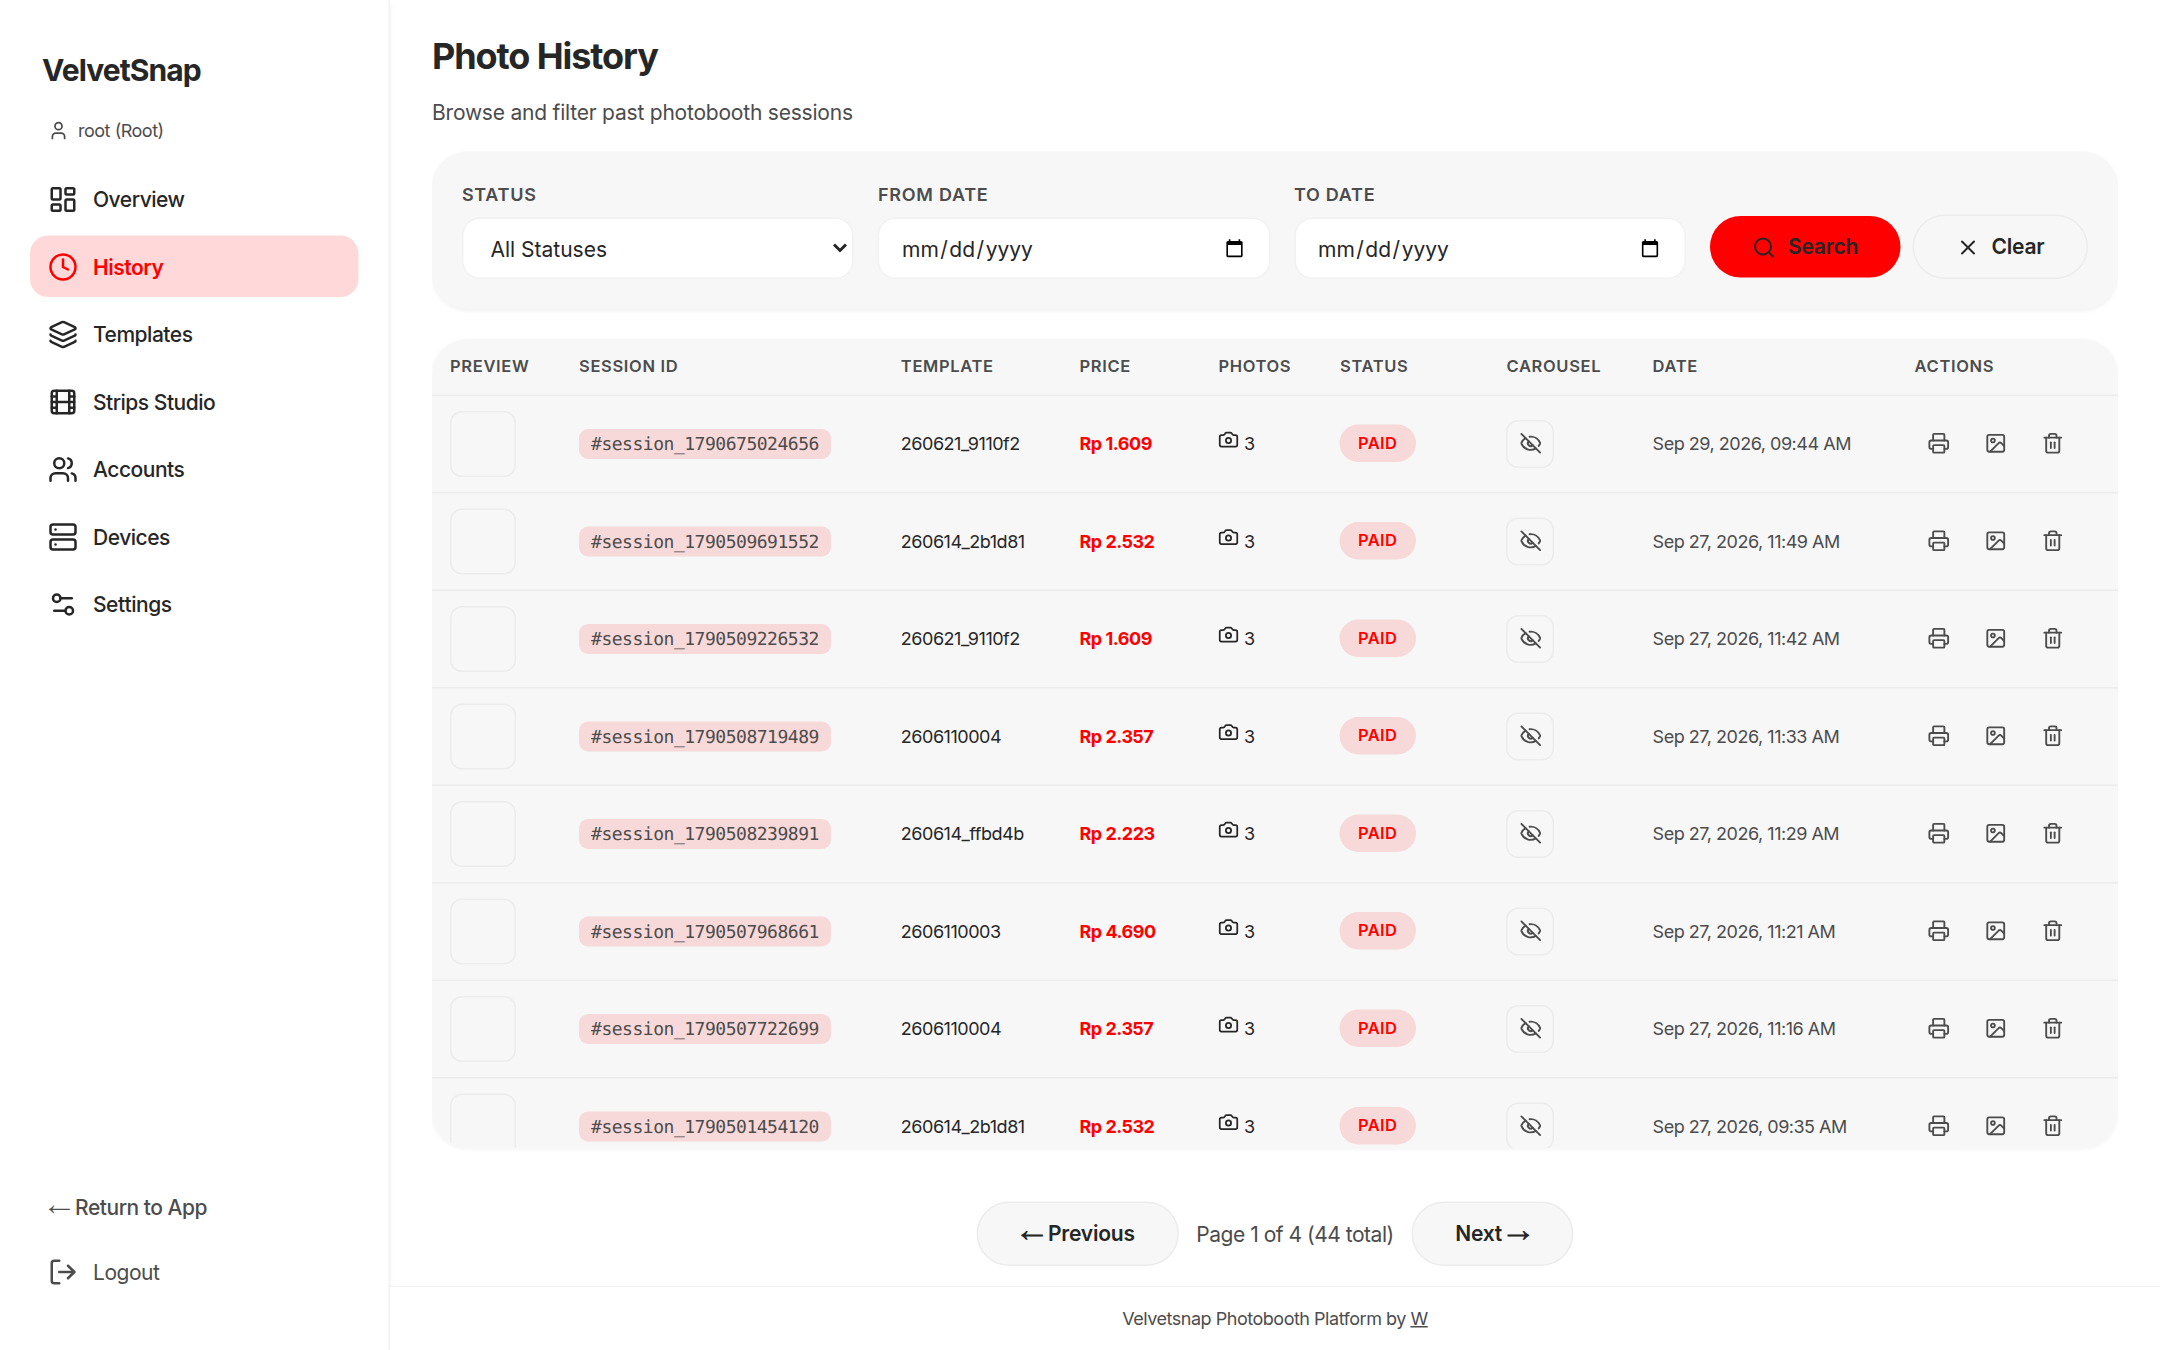 VelvetSnap
root (Root)
Overview
History
Templates
Strips Studio
Accounts
Devices
Settings
← Return to App
Logout
Photo History
Browse and filter past photobooth sessions
STATUS FROM DATE TO DATE
All Statuses mm/dd/yyyy mm/dd/yyyy Search Clear
PREVIEW SESSION ID TEMPLATE PRICE PHOTOS STATUS CAROUSEL DATE ACTIONS
#session_1790675024656 260621_9110f2 Rp 1.609 3 PAID Sep 29, 2026, 09:44 AM
#session_1790509691552 260614_2b1d81 Rp 2.532 3 PAID Sep 27, 2026, 11:49 AM
#session_1790509226532 260621_9110f2 Rp 1.609 3 PAID Sep 27, 2026, 11:42 AM
#session_1790508719489 2606110004 Rp 2.357 3 PAID Sep 27, 2026, 11:33 AM
#session_1790508239891 260614_ffbd4b Rp 2.223 3 PAID Sep 27, 2026, 11:29 AM
#session_1790507968661 2606110003 Rp 4.690 3 PAID Sep 27, 2026, 11:21 AM
#session_1790507722699 2606110004 Rp 2.357 3 PAID Sep 27, 2026, 11:16 AM
#session_1790501454120 260614_2b1d81 Rp 2.532 3 PAID Sep 27, 2026, 09:35 AM
← Previous Page 1 of 4 (44 total) Next →
Velvetsnap Photobooth Platform by W